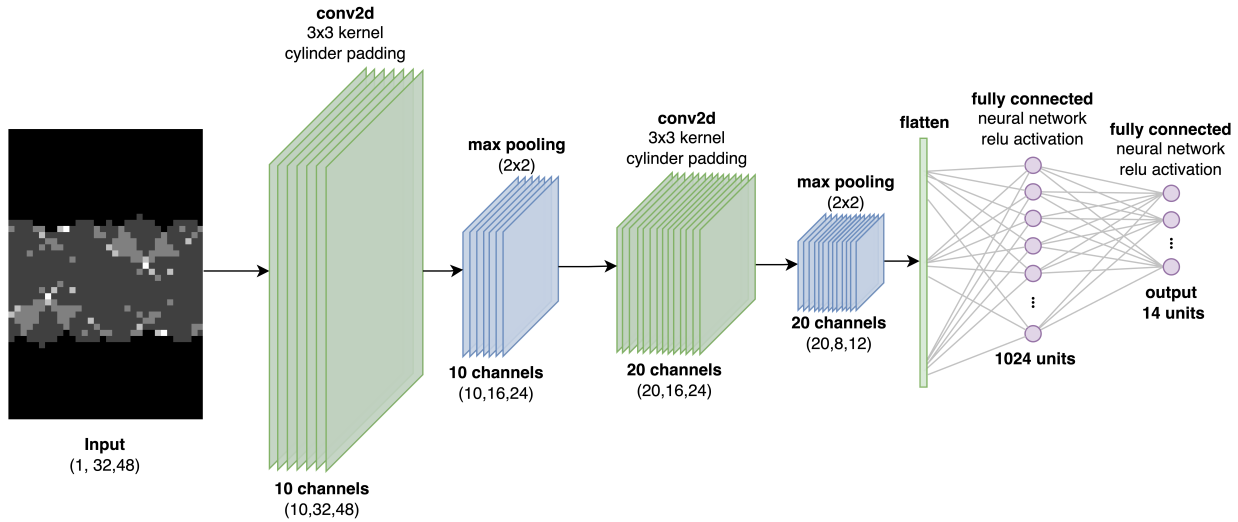 conv2d
3x3 kernel
cylinder padding
max pooling
(2x2)
conv2d
3x3 kernel
cylinder padding
max pooling
(2x2)
flatten
fully connected
neural network
relu activation
fully connected
neural network
relu activation
Input
(1, 32,48)
10 channels
(10,32,48)
10 channels
(10,16,24)
20 channels
(20,16,24)
20 channels
(20,8,12)
1024 units
output
14 units